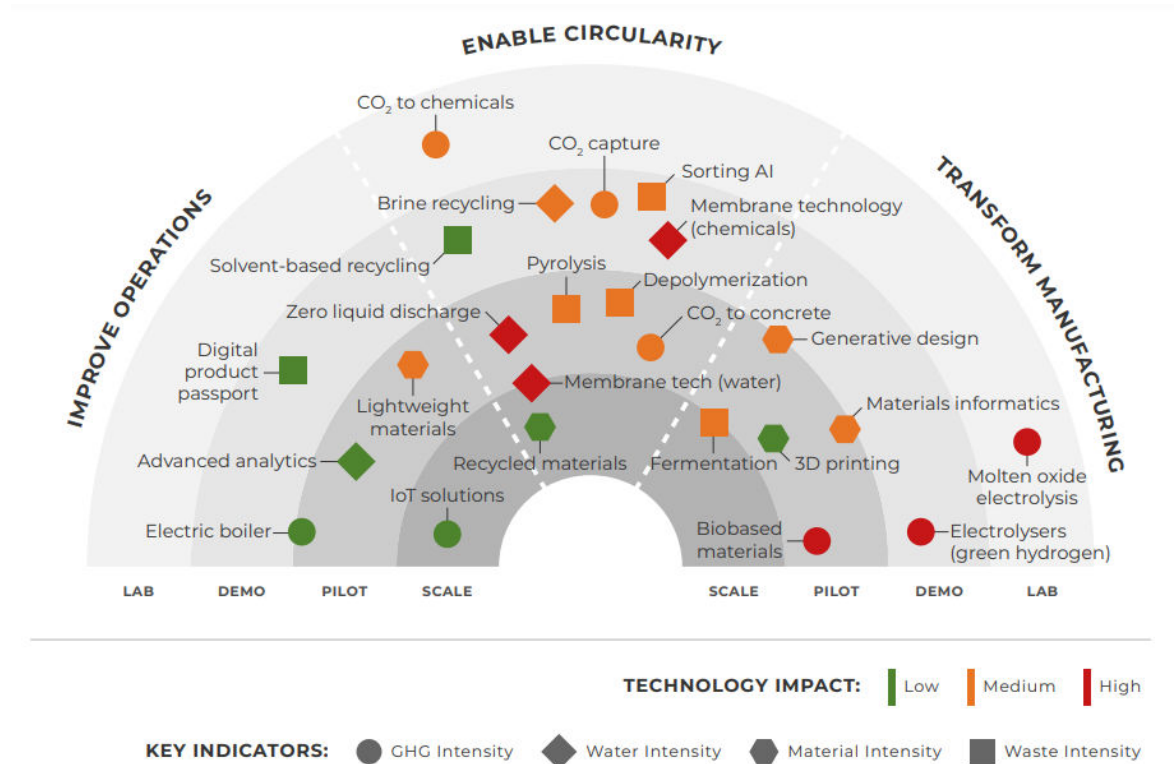 ENABLE CIRCULARITY
IMPROVE OPERATIONS
TRANSFORM MANUFACTURING
CO₂ to chemicals
CO₂ capture
Sorting AI
Brine recycling
Membrane technology
(chemicals)
Solvent-based recycling
Pyrolysis
Depolymerization
Zero liquid discharge
CO₂ to concrete
Generative design
Digital
product
passport
Membrane tech (water)
Lightweight
materials
Materials informatics
Advanced analytics
Recycled materials
Fermentation
3D printing
Molten oxide
electrolysis
IoT solutions
Electric boiler
Biobased
materials
Electrolysers
(green hydrogen)
LAB DEMO PILOT SCALE SCALE PILOT DEMO LAB
TECHNOLOGY IMPACT: Low Medium High
KEY INDICATORS: GHG Intensity Water Intensity Material Intensity Waste Intensity